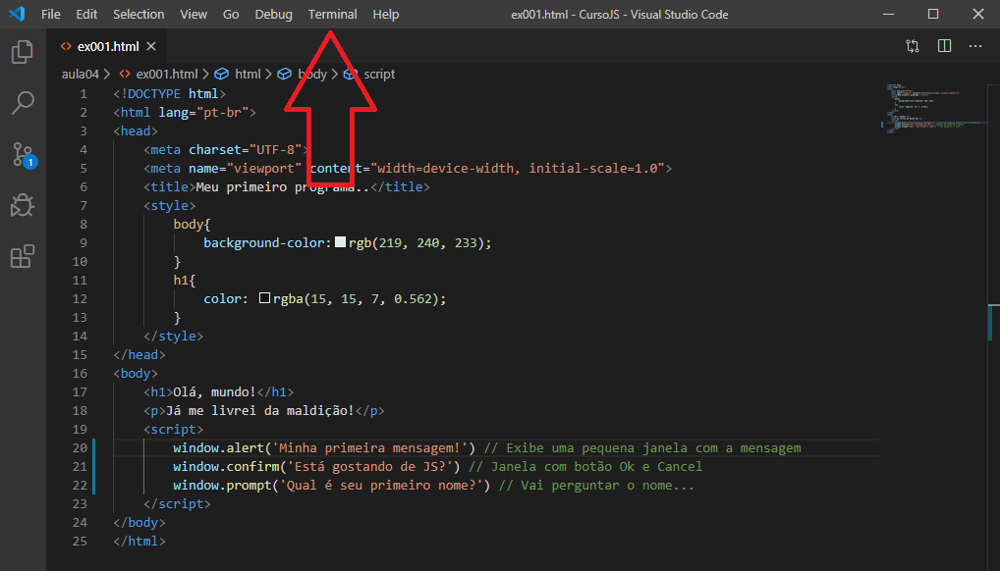 File Edit Selection View Go Debug Terminal Help ex001.html - CursoJS - Visual Studio Code
ex001.html
aula04 > ex001.html > html > body > script
1 <!DOCTYPE html>
2 <html lang="pt-br">
3 <head>
4 <meta charset="UTF-8">
5 <meta name="viewport" content="width=device-width, initial-scale=1.0">
6 <title>Meu primeiro programa..</title>
7 <style>
8 body{
9 background-color: rgb(219, 240, 233);
10 }
11 h1{
12 color: rgba(15, 15, 7, 0.562);
13 }
14 </style>
15 </head>
16 <body>
17 <h1>Olá, mundo!</h1>
18 <p>Já me livrei da maldição!</p>
19 <script>
20 window.alert('Minha primeira mensagem!') // Exibe uma pequena janela com a mensagem
21 window.confirm('Está gostando de JS?') // Janela com botão Ok e Cancel
22 window.prompt('Qual é seu primeiro nome?') // Vai perguntar o nome...
23 </script>
24 </body>
25 </html>
1